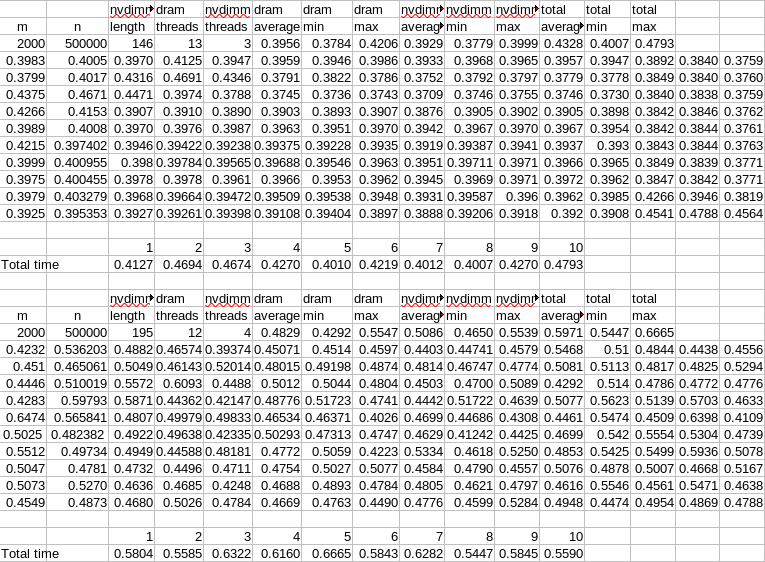 nvdimm dram nvdimm dram dram dram nvdimm nvdimm nvdimm total total total
m n length threads threads average min max averag min max averag min max
2000 500000 146 13 3 0.3956 0.3784 0.4206 0.3929 0.3779 0.3999 0.4328 0.4007 0.4793
0.3983 0.4005 0.3970 0.4125 0.3947 0.3959 0.3946 0.3986 0.3933 0.3968 0.3965 0.3957 0.3947 0.3892 0.3840 0.3759
0.3799 0.4017 0.4316 0.4691 0.4346 0.3791 0.3822 0.3786 0.3752 0.3792 0.3797 0.3779 0.3778 0.3849 0.3840 0.3760
0.4375 0.4671 0.4471 0.3974 0.3788 0.3745 0.3736 0.3743 0.3709 0.3746 0.3755 0.3746 0.3730 0.3840 0.3838 0.3759
0.4266 0.4153 0.3907 0.3910 0.3890 0.3903 0.3893 0.3907 0.3876 0.3905 0.3902 0.3905 0.3898 0.3842 0.3846 0.3762
0.3989 0.4008 0.3970 0.3976 0.3987 0.3963 0.3951 0.3970 0.3942 0.3967 0.3970 0.3967 0.3954 0.3842 0.3844 0.3761
0.4215 0.397402 0.3946 0.39422 0.39238 0.39375 0.39228 0.3935 0.3919 0.39387 0.3941 0.3937 0.393 0.3843 0.3844 0.3763
0.3999 0.400955 0.398 0.39784 0.39565 0.39688 0.39546 0.3963 0.3951 0.39711 0.3971 0.3966 0.3965 0.3849 0.3839 0.3771
0.3975 0.400455 0.3978 0.3978 0.3961 0.3966 0.3953 0.3962 0.3945 0.3969 0.3971 0.3972 0.3962 0.3847 0.3842 0.3771
0.3979 0.403279 0.3968 0.39664 0.39472 0.39509 0.39538 0.3948 0.3931 0.39587 0.396 0.3962 0.3985 0.4266 0.3946 0.3819
0.3925 0.395353 0.3927 0.39261 0.39398 0.39108 0.39404 0.3897 0.3888 0.39206 0.3918 0.392 0.3908 0.4541 0.4788 0.4564
1 2 3 4 5 6 7 8 9 10
Total time 0.4127 0.4694 0.4674 0.4270 0.4010 0.4219 0.4012 0.4007 0.4270 0.4793
nvdimm dram nvdimm dram dram dram nvdimm nvdimm nvdimm total total total
m n length threads threads average min max averag min max averag min max
2000 500000 195 12 4 0.4829 0.4292 0.5547 0.5086 0.4650 0.5539 0.5971 0.5447 0.6665
0.4232 0.536203 0.4882 0.46574 0.39374 0.45071 0.4514 0.4597 0.4403 0.44741 0.4579 0.5468 0.51 0.4844 0.4438 0.4556
0.451 0.465061 0.5049 0.46143 0.52014 0.48015 0.49198 0.4874 0.4814 0.46747 0.4774 0.5081 0.5113 0.4817 0.4825 0.5294
0.4446 0.510019 0.5572 0.6093 0.4488 0.5012 0.5044 0.4804 0.4503 0.4700 0.5089 0.4292 0.514 0.4786 0.4772 0.4776
0.4283 0.59793 0.5871 0.44362 0.42147 0.48776 0.51723 0.4741 0.4442 0.51722 0.4639 0.5077 0.5623 0.5139 0.5703 0.4633
0.6474 0.565841 0.4807 0.49979 0.49833 0.46534 0.46371 0.4026 0.4699 0.44686 0.4308 0.4461 0.5474 0.4509 0.6398 0.4109
0.5025 0.482382 0.4922 0.49638 0.42335 0.50293 0.47313 0.4747 0.4629 0.41242 0.4425 0.4699 0.542 0.5554 0.5304 0.4739
0.5512 0.49734 0.4949 0.44588 0.48181 0.4772 0.5059 0.4223 0.5334 0.4618 0.5250 0.4853 0.5425 0.5499 0.5936 0.5078
0.5047 0.4781 0.4732 0.4496 0.4711 0.4754 0.5027 0.5077 0.4584 0.4790 0.4557 0.5076 0.4878 0.5007 0.4668 0.5167
0.5073 0.5270 0.4636 0.4685 0.4248 0.4688 0.4893 0.4784 0.4805 0.4621 0.4797 0.4616 0.5546 0.4561 0.5471 0.4638
0.4549 0.4873 0.4680 0.5026 0.4784 0.4669 0.4763 0.4490 0.4776 0.4599 0.5284 0.4948 0.4474 0.4954 0.4869 0.4788
1 2 3 4 5 6 7 8 9 10
Total time 0.5804 0.5585 0.6322 0.6160 0.6665 0.5843 0.6282 0.5447 0.5845 0.5590